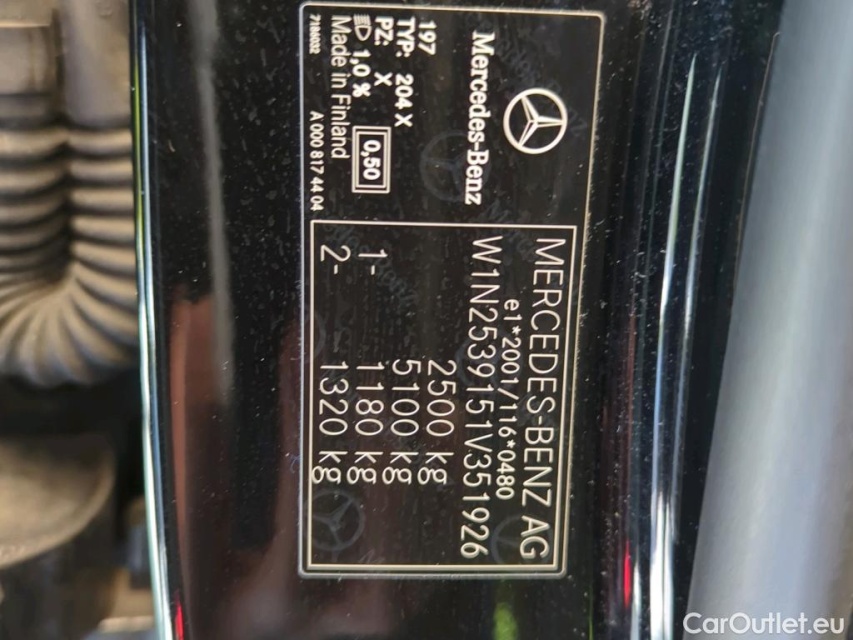 Mercedes-Benz
197
TYP: 204 X
PZ: X
1,0 % 0,50
Made in Finland
7188032 A 000 817 44 04
MERCEDES-BENZ AG
e1*2001/116*0480
W1N2539151V351926
2500 kg
5100 kg
1- 1180 kg
2- 1320 kg
CarOutlet.eu